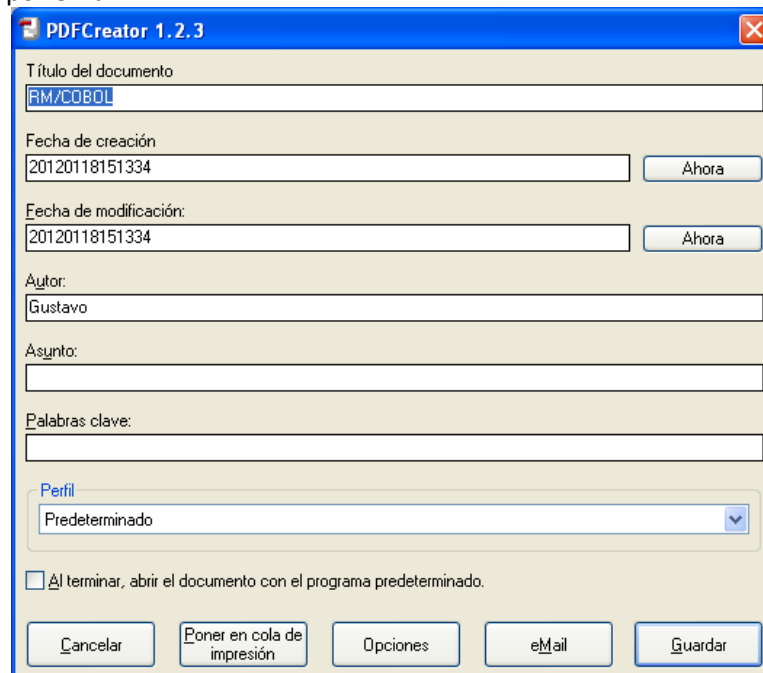 PDFCreator 1.2.3
Título del documento
RM/COBOL
Fecha de creación
20120118151334
Ahora
Fecha de modificación:
20120118151334
Ahora
Autor:
Gustavo
Asunto:
Palabras clave:
Perfil
Predeterminado
Al terminar, abrir el documento con el programa predeterminado.
Cancelar
Poner en cola de
impresión
Opciones
eMail
Guardar